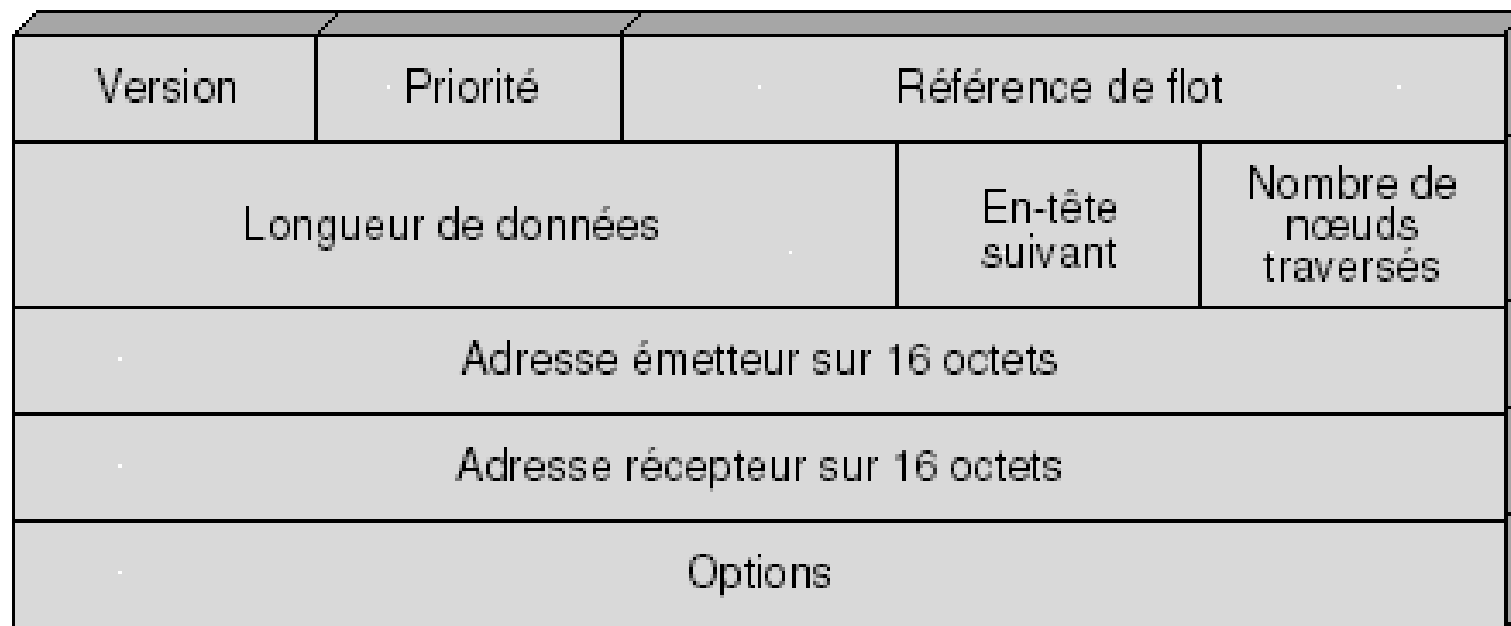 Version
Priorité
Référence de flot
Longueur de données
En-tête
suivant
Nombre de
nœuds
traversés
Adresse émetteur sur 16 octets
Adresse récepteur sur 16 octets
Options